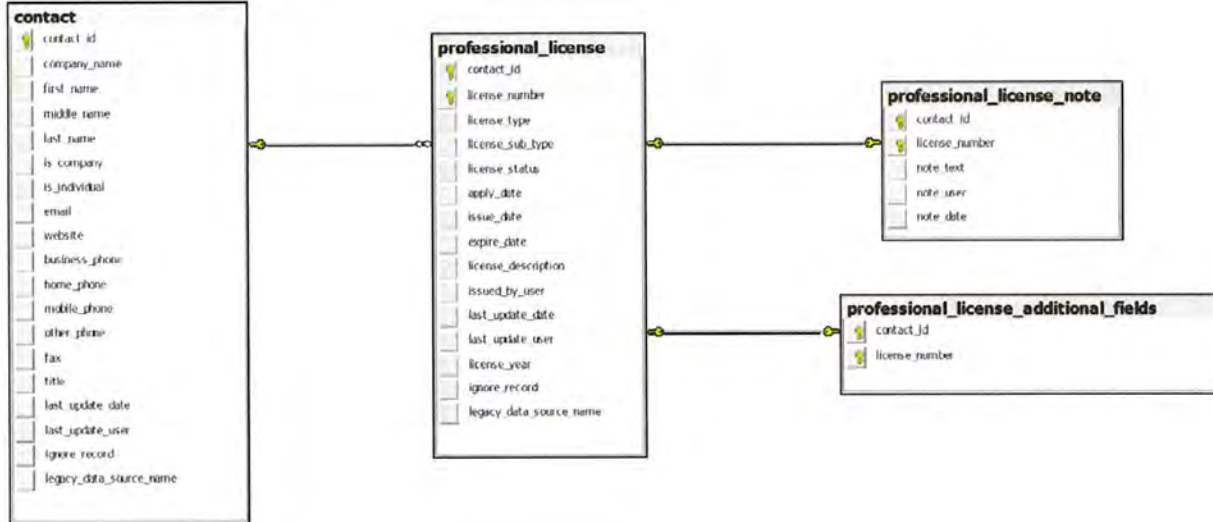 contact
contact_id
company_name
first_name
middle_name
last_name
is_company
is_individual
email
website
business_phone
home_phone
mobile_phone
other_phone
fax
title
last_update_date
last_update_user
ignore_record
legacy_data_source_name
professional_license
contact_id
license_number
license_type
license_sub_type
license_status
apply_date
issue_date
expire_date
license_description
issued_by_user
last_update_date
last_update_user
license_year
ignore_record
legacy_data_source_name
professional_license_note
contact_id
license_number
note_text
note_user
note_date
professional_license_additional_fields
contact_id
license_number